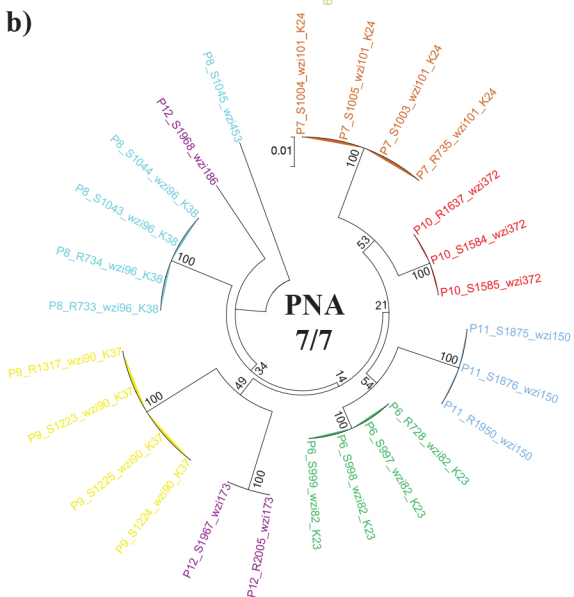 b)
P8_S1045_wzi453
P12_S1968_wzi186
P8_S1044_wzi96_K38
P8_S1043_wzi96_K38
P8_R734_wzi96_K38
P8_R733_wzi96_K38
100
P7_S1004_wzi101_K24
P7_S1005_wzi101_K24
P7_S1003_wzi101_K24
P7_R735_wzi101_K24
0.01
100
P10_R1637_wzi372
P10_S1584_wzi372
P10_S1585_wzi372
100
53
21
PNA
7/7
P11_S1875_wzi150
P11_S1876_wzi150
P11_R1950_wzi150
100
54
14
34
49
P6_R728_wzi82_K23
P6_S997_wzi82_K23
P6_S998_wzi82_K23
P6_S999_wzi82_K23
100
P9_R1317_wzi90_K37
P9_S1223_wzi90_K37
P9_S1225_wzi90_K37
P9_S1224_wzi90_K37
100
P12_S1967_wzi173
P12_R2005_wzi173
100